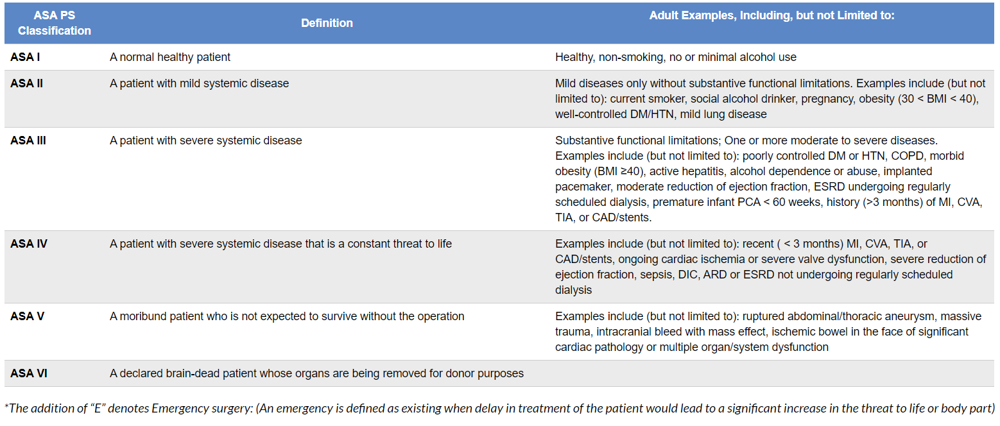 ASA PS
Classification
Definition
Adult Examples, Including, but not Limited to:
ASA I
A normal healthy patient
Healthy, non-smoking, no or minimal alcohol use
ASA II
A patient with mild systemic disease
Mild diseases only without substantive functional limitations. Examples include (but not
limited to): current smoker, social alcohol drinker, pregnancy, obesity (30 < BMI < 40),
well-controlled DM/HTN, mild lung disease
ASA III
A patient with severe systemic disease
Substantive functional limitations; One or more moderate to severe diseases.
Examples include (but not limited to): poorly controlled DM or HTN, COPD, morbid
obesity (BMI ≥40), active hepatitis, alcohol dependence or abuse, implanted
pacemaker, moderate reduction of ejection fraction, ESRD undergoing regularly
scheduled dialysis, premature infant PCA < 60 weeks, history (>3 months) of MI, CVA,
TIA, or CAD/stents.
ASA IV
A patient with severe systemic disease that is a constant threat to life
Examples include (but not limited to): recent ( < 3 months) MI, CVA, TIA, or
CAD/stents, ongoing cardiac ischemia or severe valve dysfunction, severe reduction of
ejection fraction, sepsis, DIC, ARD or ESRD not undergoing regularly scheduled
dialysis
ASA V
A moribund patient who is not expected to survive without the operation
Examples include (but not limited to): ruptured abdominal/thoracic aneurysm, massive
trauma, intracranial bleed with mass effect, ischemic bowel in the face of significant
cardiac pathology or multiple organ/system dysfunction
ASA VI
A declared brain-dead patient whose organs are being removed for donor purposes
*The addition of “E” denotes Emergency surgery: (An emergency is defined as existing when delay in treatment of the patient would lead to a significant increase in the threat to life or body part)